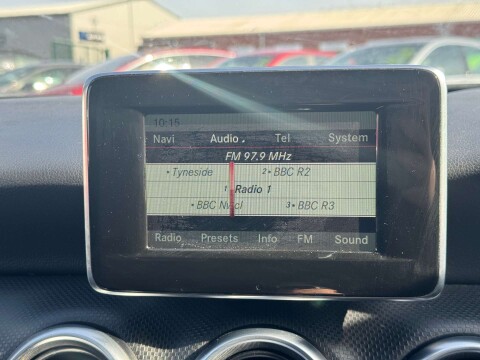 10:15
Navi Audio Tel System
FM 97.9 MHz
Tyneside 2 BBC R2
1 Radio 1
BBC 3 BBC R3
Radio Presets Info FM Sound